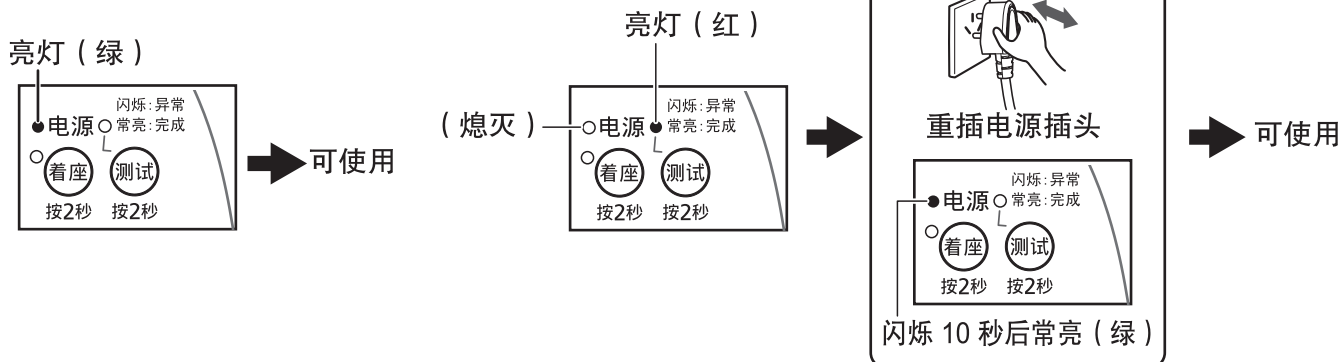 亮灯（绿）
闪烁:异常
电源 常亮:完成
着座 测试
按2秒 按2秒
可使用
亮灯（红）
（熄灭）
闪烁:异常
电源 常亮:完成
着座 测试
按2秒 按2秒
重插电源插头
闪烁:异常
电源 常亮:完成
着座 测试
按2秒 按2秒
闪烁 10 秒后常亮（绿）
可使用